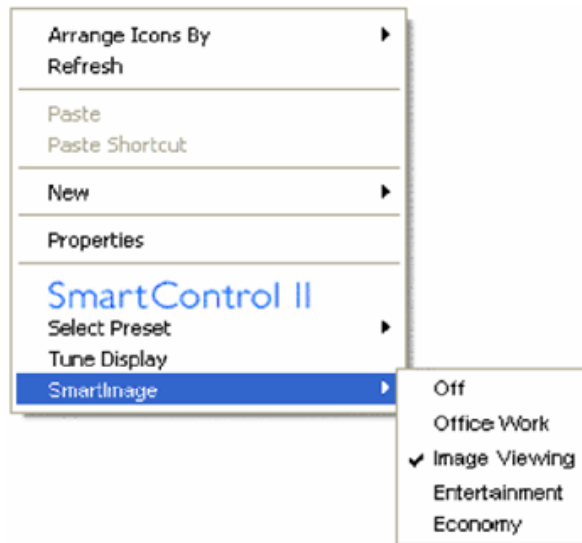 Arrange Icons By
Refresh
Paste
Paste Shortcut
New
Properties
SmartControl II
Select Preset
Tune Display
SmartImage
Off
Office Work
Image Viewing
Entertainment
Economy